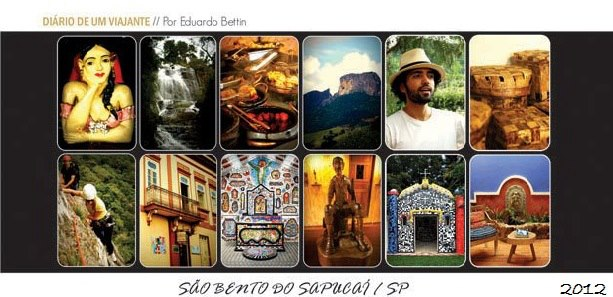 DIÁRIO DE UM VIAJANTE // Por Eduardo Bettin
SÃO BENTO DO SAPUCAÍ / SP
2012